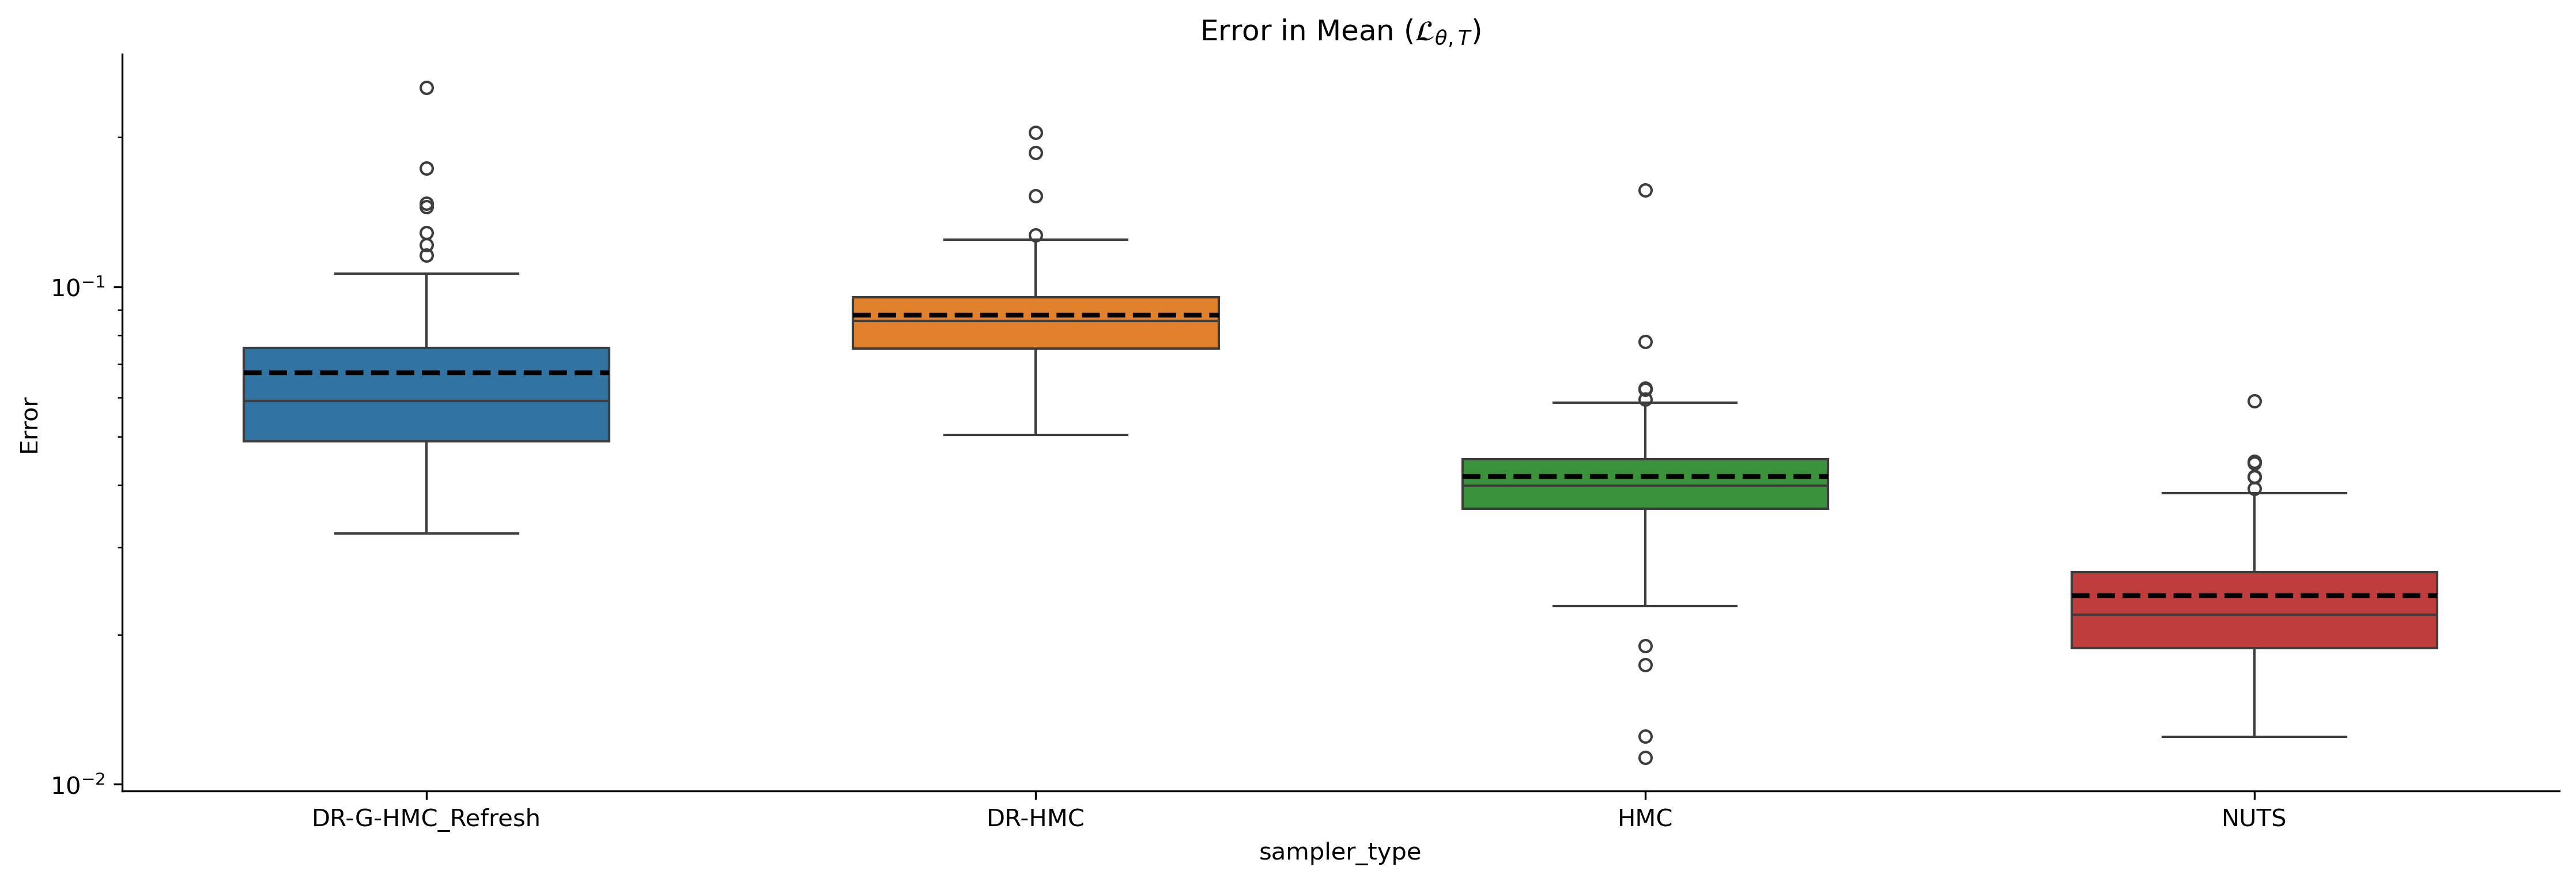 Error in Mean (ℒ_{θ, T})
Error
10^{-1}
10^{-2}
DR-G-HMC_Refresh
DR-HMC
HMC
NUTS
sampler_type